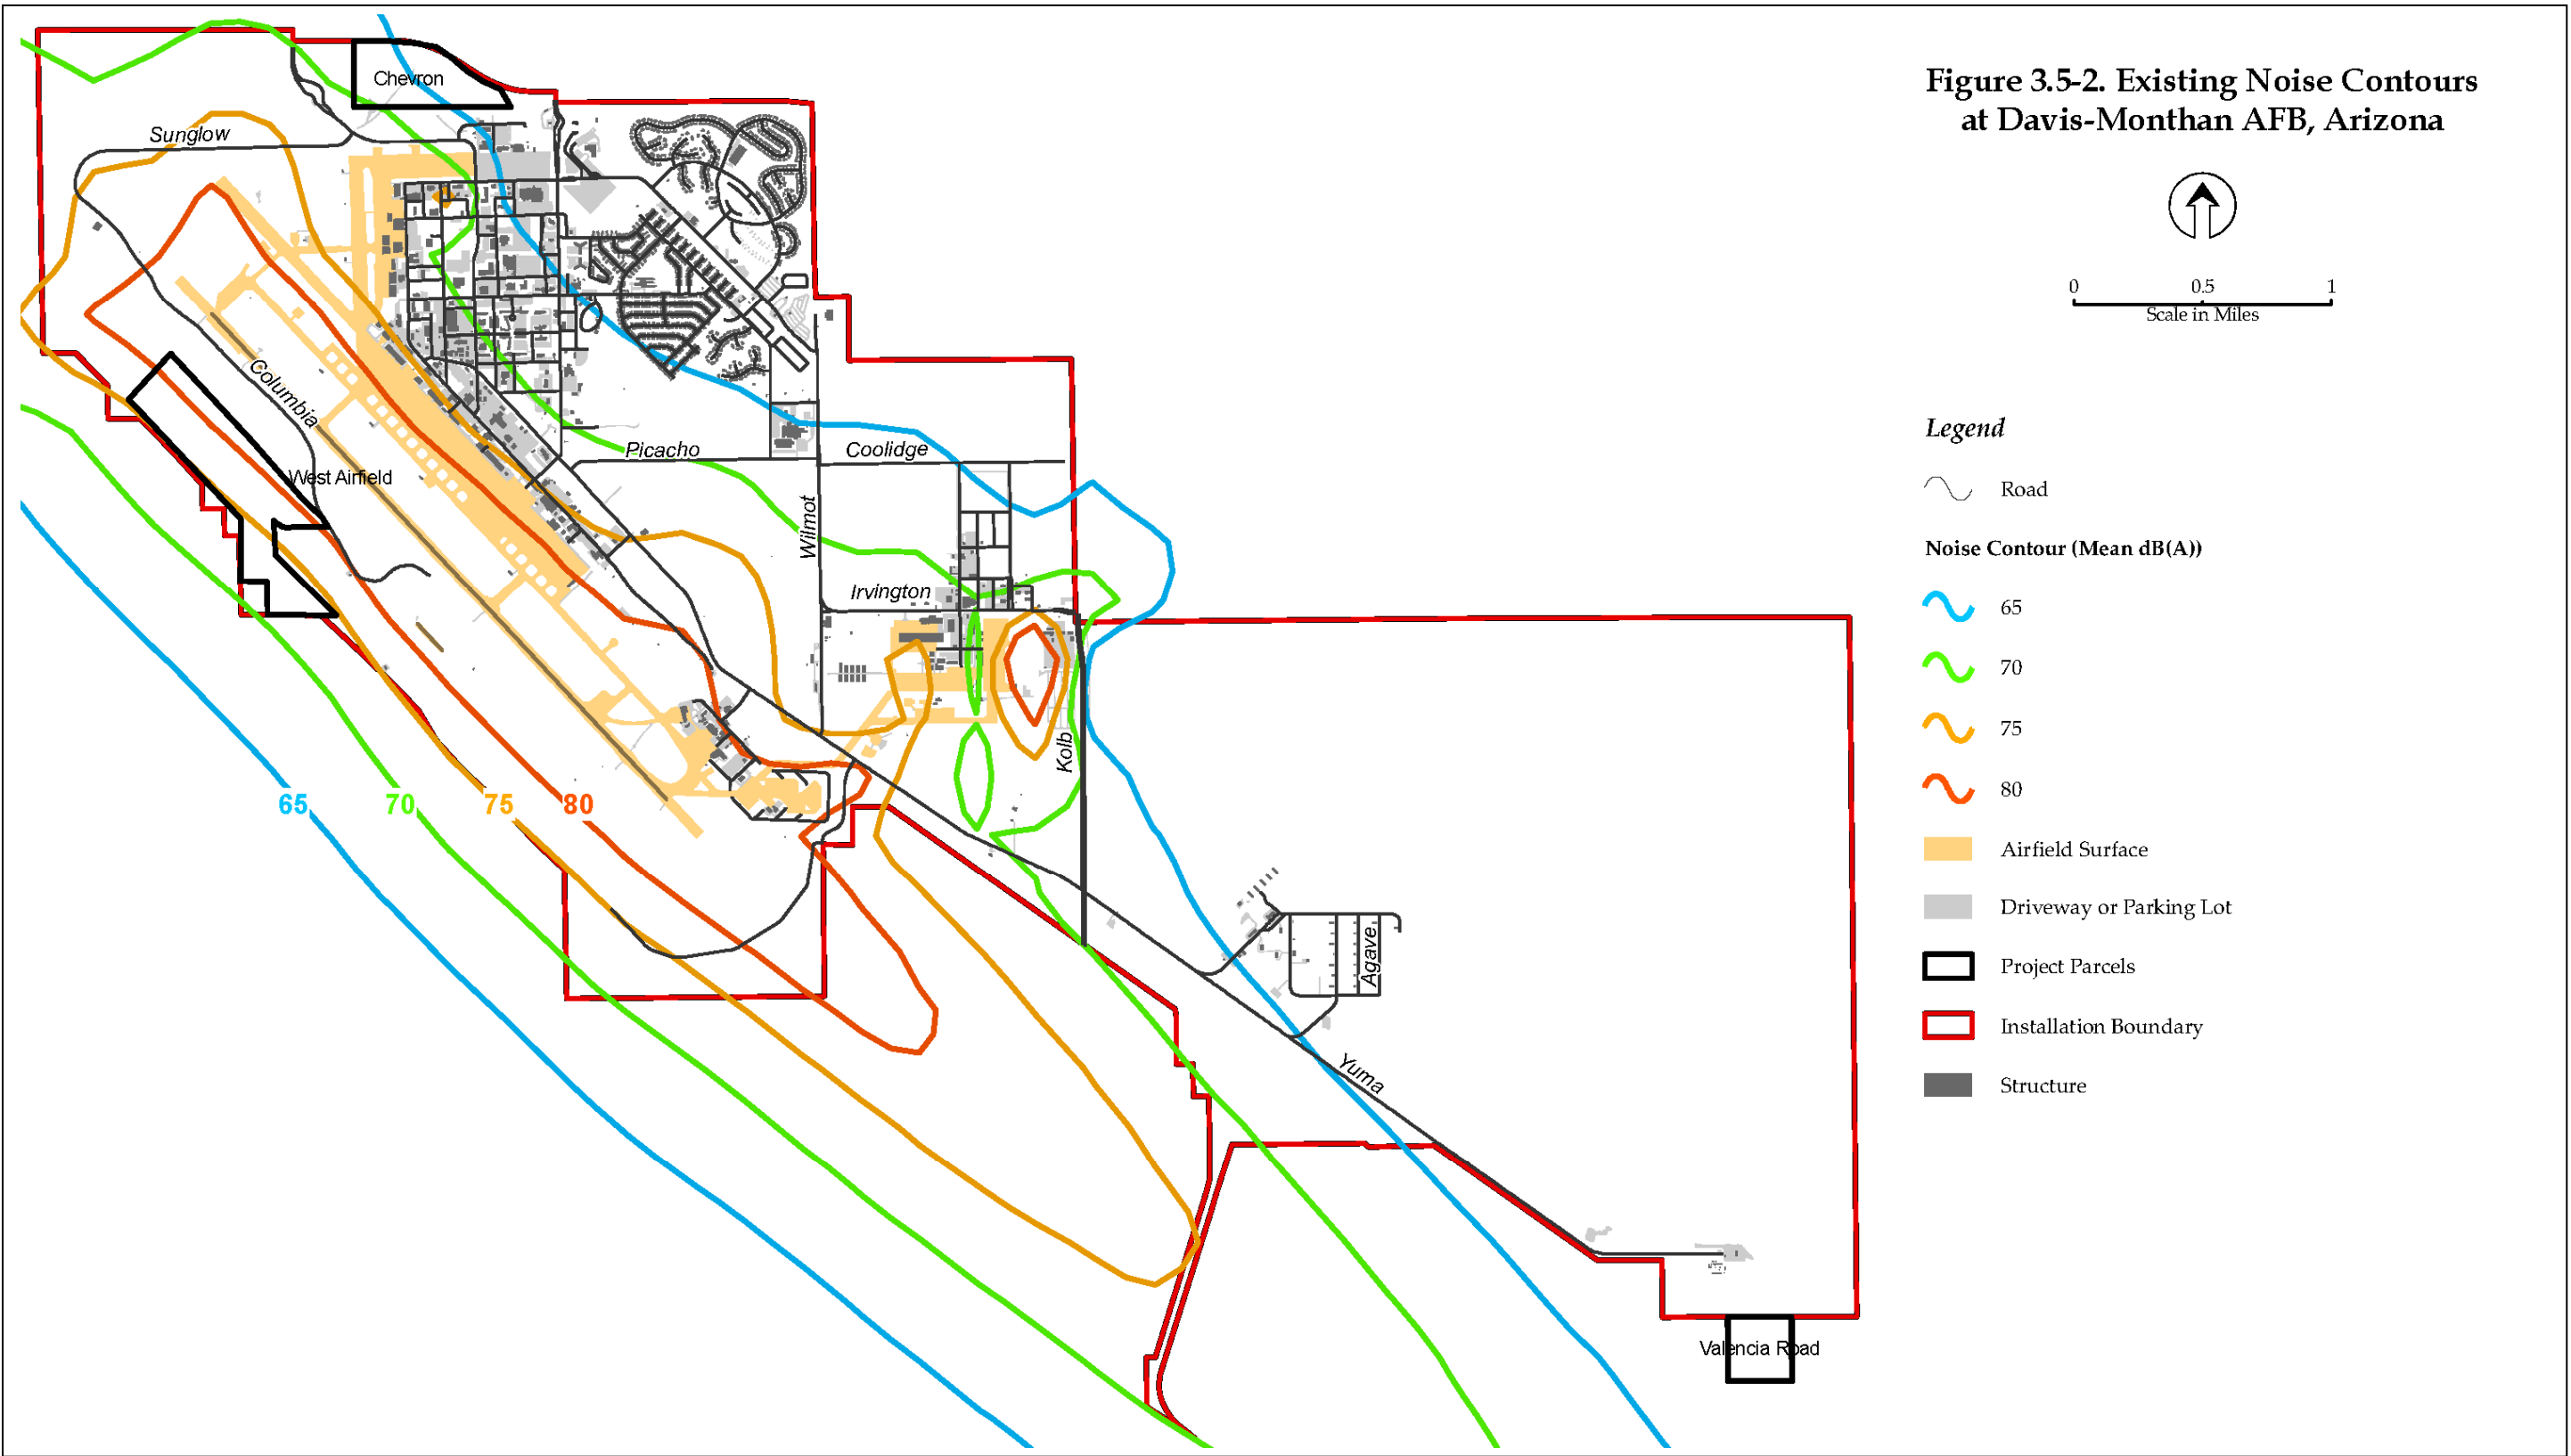 Figure 3.5-2. Existing Noise Contours
at Davis-Monthan AFB, Arizona
0 0.5 1
Scale in Miles
Legend
Road
Noise Contour (Mean dB(A))
65
70
75
80
Airfield Surface
Driveway or Parking Lot
Project Parcels
Installation Boundary
Structure
Chevron
Sunglow
Columbia
West Airfield
Picacho
Coolidge
Wilmot
Irvington
Kolb
65
70
75
80
Agave
Yuma
Valencia Road